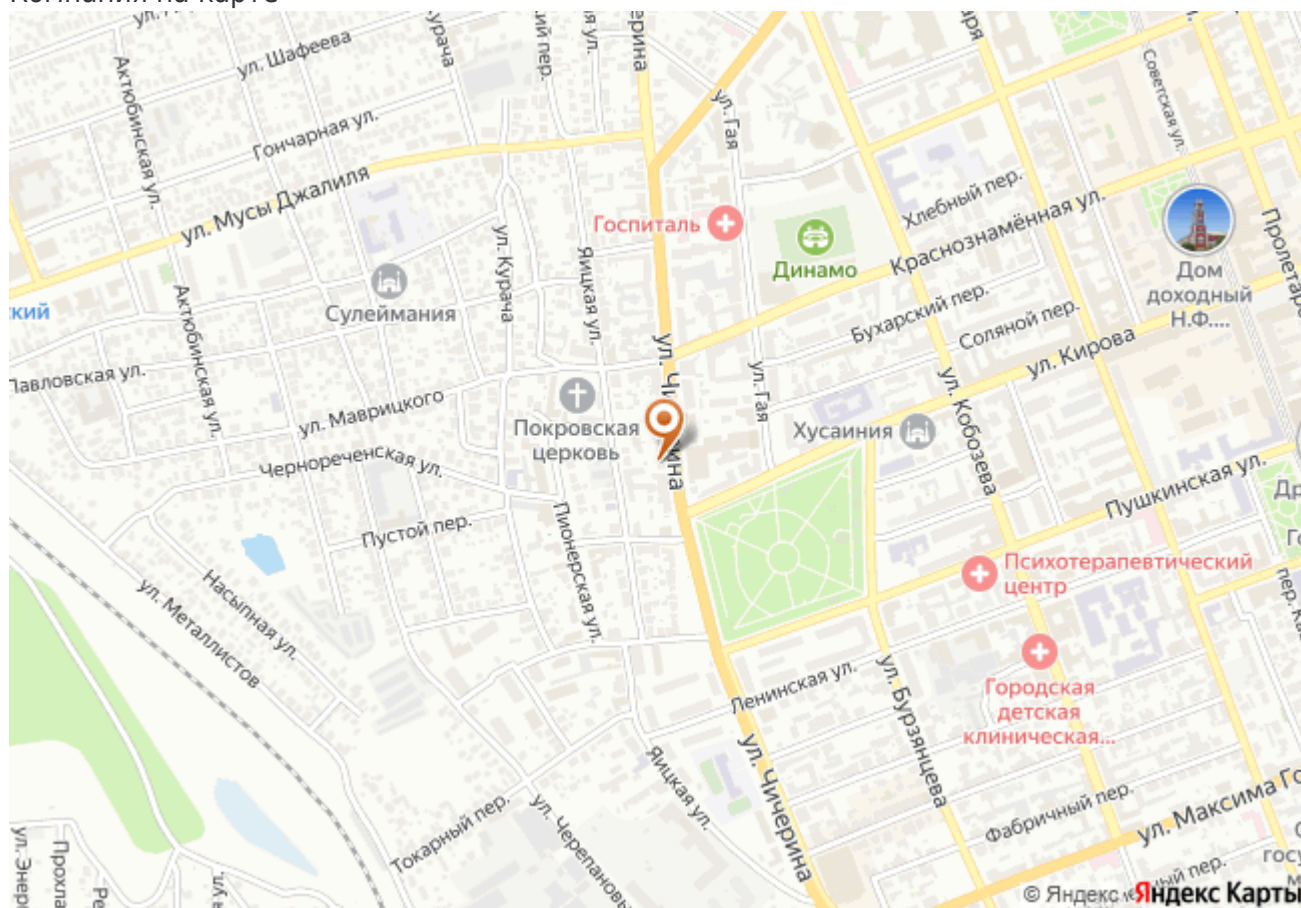 ул. Шафеева
Актюбинская ул.
Гончарная ул.
ул. Мусы Джалиля
ул. Гая
Советская ул.
Госпиталь
Динамо
Хлебный пер.
Краснознамённая ул.
Дом
доходный
Н.Ф....
Сулеймания
ул. Курача
Яицкая ул.
Бухарский пер.
Соляной пер.
ул. Кирова
Павловская ул.
Актюбинская ул.
ул. Маврицкого
ул. Гая
ул. Кобозева
Покровская
церковь
Хусаиния
Чернореченская ул.
Пушкинская ул.
Пустой пер.
Пионерская ул.
Психотерапевтический
центр
Насыпная ул.
ул. Металлистов
Ленинская ул.
ул. Бурзянцева
Городская
детская
клиническая...
Яицкая ул.
ул. Чичерина
Токарный пер.
ул. Черепановых
Фабричный пер.
ул. Максима Го
© Яндекс
Яндекс Карты